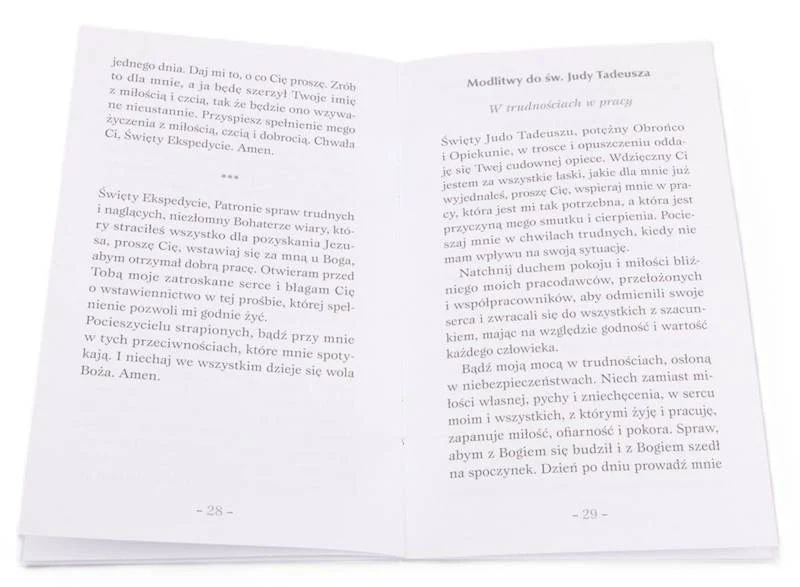 jednego dnia. Daj mi to, o co Cię proszę. Zrób
to dla mnie, a ja będę szerzył Twoje imię
z miłością i czcią, tak że będzie ono wzywa-
ne nieustannie. Przyspiesz spełnienie mego
życzenia z miłością, czcią i dobrocią. Chwała
Ci, Święty Ekspedycie. Amen.
***
Święty Ekspedycie, Patronie spraw trudnych
i naglących, niezłomny Bohaterze wiary, któ-
ry straciłeś wszystko dla pozyskania Jezu-
sa, proszę Cię, wstawiaj się za mną u Boga,
abym otrzymał dobrą pracę. Otwieram przed
Tobą moje zatroskane serce i błagam Cię
o wstawiennictwo w tej prośbie, której speł-
nienie pozwoli mi godnie żyć.
Pocieszycielu strapionych, bądź przy mnie
w tych przeciwnościach, które mnie spoty-
kają. I niechaj we wszystkim dzieje się wola
Boża. Amen.
– 28 –
Modlitwy do św. Judy Tadeusza
W trudnościach w pracy
Święty Judo Tadeuszu, potężny Obrońco
i Opiekunie, w trosce i opuszczeniu odda-
ję się Twej cudownej opiece. Wdzięczny Ci
jestem za wszystkie łaski, jakie dla mnie już
wyjednałeś, proszę Cię, wspieraj mnie w pra-
cy, która jest mi tak potrzebna, a która jest
przyczyną mego smutku i cierpienia. Pocie-
szaj mnie w chwilach trudnych, kiedy nie
mam wpływu na swoją sytuację.
Natchnij duchem pokoju i miłości bliź-
niego moich pracodawców, przełożonych
i współpracowników, aby odmienili swoje
serca i zwracali się do wszystkich z szacun-
kiem, mając na względzie godność i wartość
każdego człowieka.
Bądź moją mocą w trudnościach, osłoną
w niebezpieczeństwach. Niech zamiast mi-
łości własnej, pychy i zniechęcenia, w sercu
moim i wszystkich, z którymi żyję i pracuję,
zapanuje miłość, ofiarność i pokora. Spraw,
abym z Bogiem się budził i z Bogiem szedł
na spoczynek. Dzień po dniu prowadź mnie
– 29 –